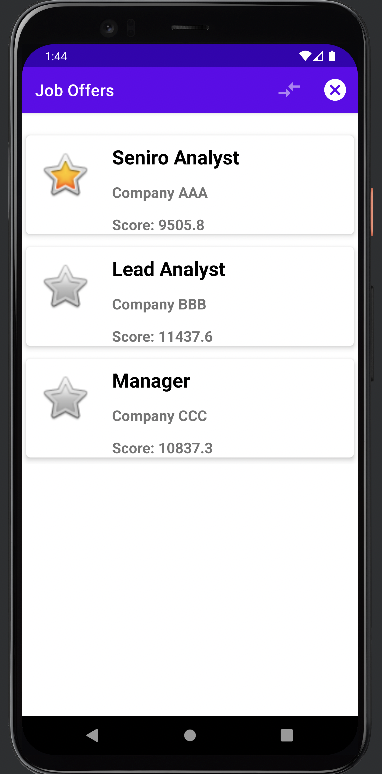 1:44
Job Offers
Seniro Analyst
Company AAA
Score: 9505.8
Lead Analyst
Company BBB
Score: 11437.6
Manager
Company CCC
Score: 10837.3